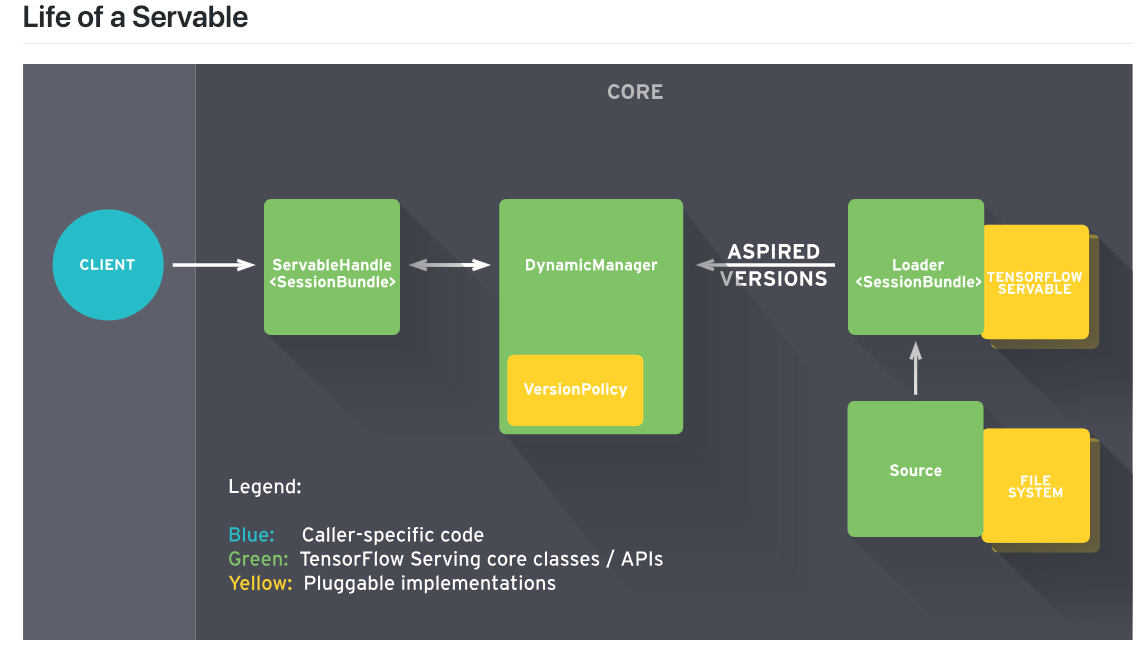 Life of a Servable
CORE
CLIENT
ServableHandle
<SessionBundle>
DynamicManager
VersionPolicy
ASPIRED
VERSIONS
Loader
<SessionBundle>
TENSORFLOW
SERVABLE
Source
FILE
SYSTEM
Legend:
Blue: Caller-specific code
Green: TensorFlow Serving core classes / APIs
Yellow: Pluggable implementations